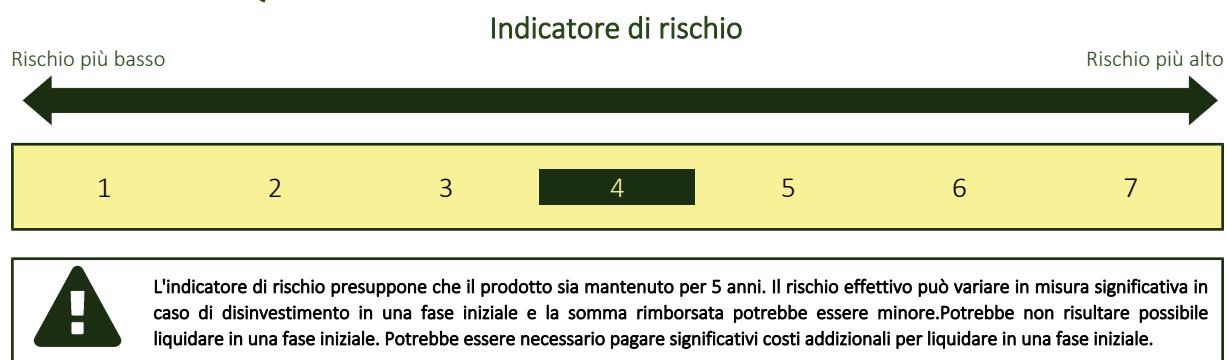 Indicatore di rischio
Rischio più basso
Rischio più alto
1 2 3 4 5 6 7
L'indicatore di rischio presuppone che il prodotto sia mantenuto per 5 anni. Il rischio effettivo può variare in misura significativa in
caso di disinvestimento in una fase iniziale e la somma rimborsata potrebbe essere minore.Potrebbe non risultare possibile
liquidare in una fase iniziale. Potrebbe essere necessario pagare significativi costi addizionali per liquidare in una fase iniziale.